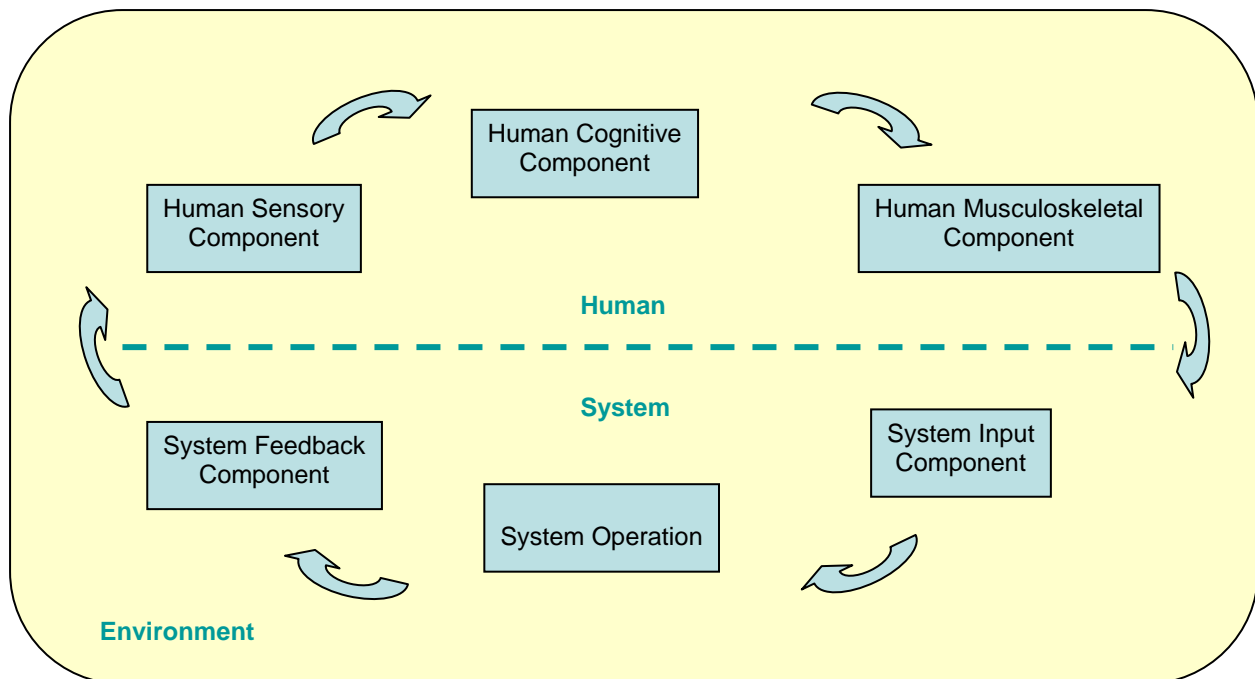 Human Cognitive
Component
Human Sensory
Component
Human Musculoskeletal
Component
Human
System
System Feedback
Component
System Input
Component
System Operation
Environment